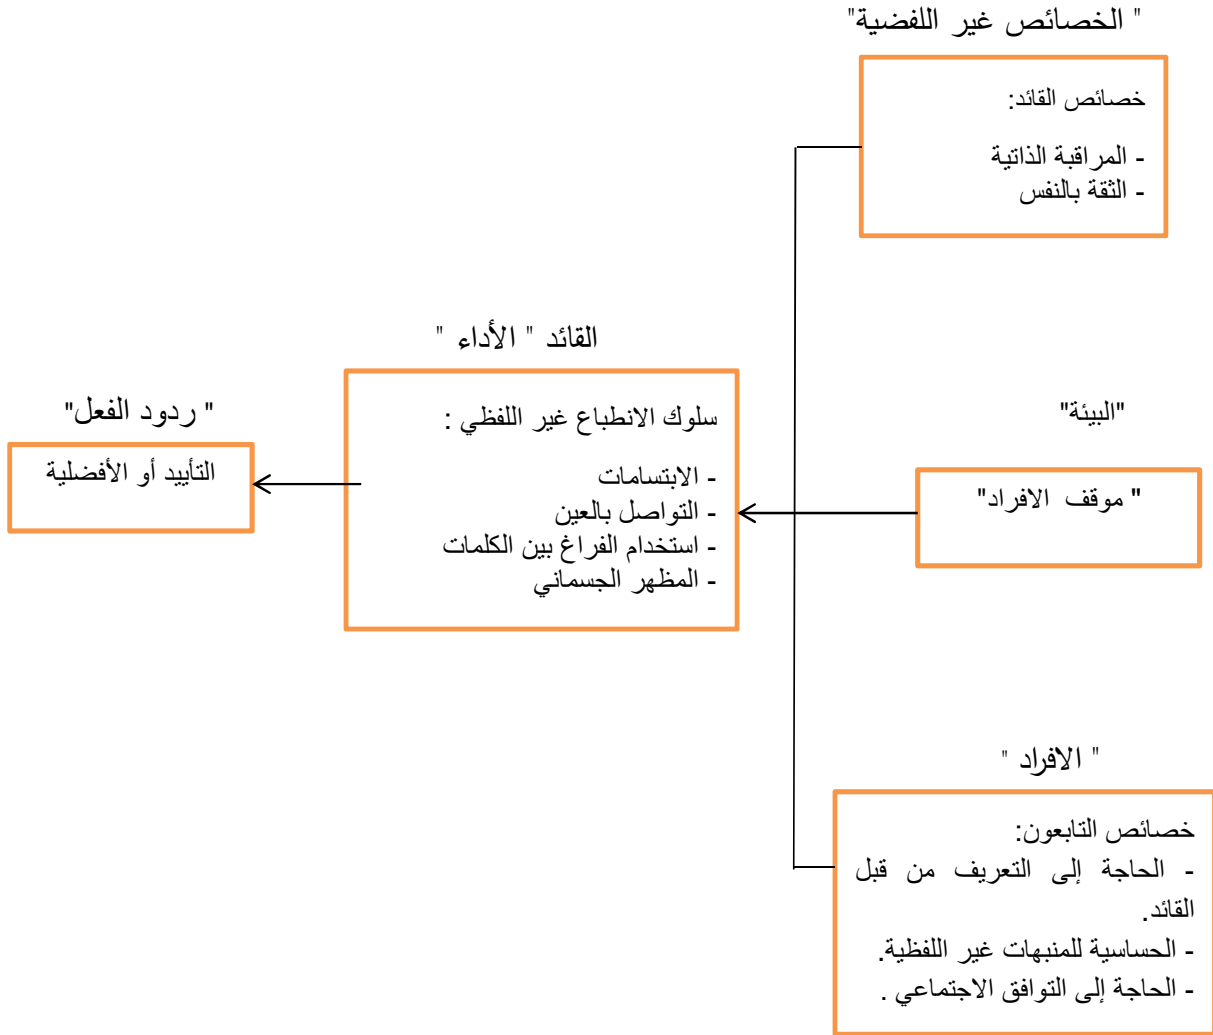 " الخصائص غير اللفضية"
خصائص القائد:
- المراقبة الذاتية
- الثقة بالنفس
القائد " الأداء "
سلوك الانطباع غير اللفظي :
- الابتسامات
- التواصل بالعين
- استخدام الفراغ بين الكلمات
- المظهر الجسماني
" ردود الفعل"
التأييد أو الأفضلية
"البيئة"
" موقف الافراد"
" الافراد "
خصائص التابعون:
- الحاجة إلى التعريف من قبل
القائد.
- الحساسية للمنبهات غير اللفظية.
- الحاجة إلى التوافق الاجتماعي .